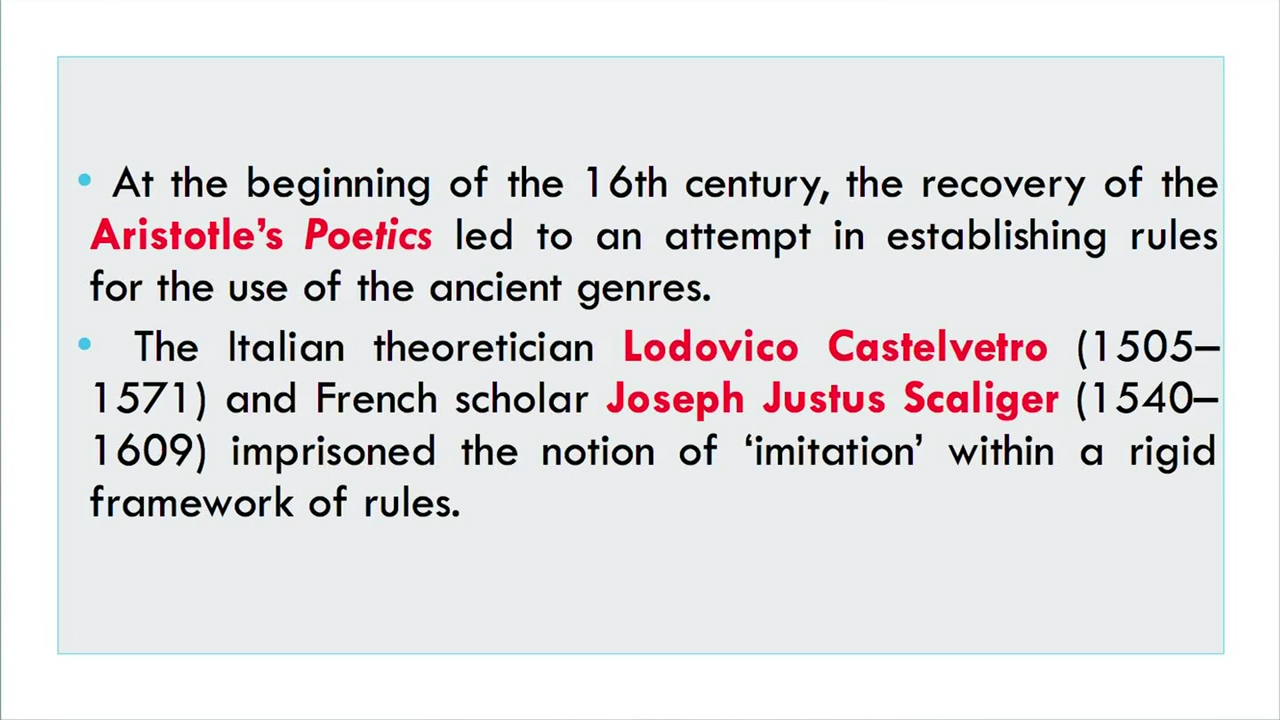 • At the beginning of the 16th century, the recovery of the
Aristotle's Poetics led to an attempt in establishing rules
for the use of the ancient genres.
• The Italian theoretician Lodovico Castelvetro (1505–
1571) and French scholar Joseph Justus Scaliger (1540–
1609) imprisoned the notion of ‘imitation’ within a rigid
framework of rules.